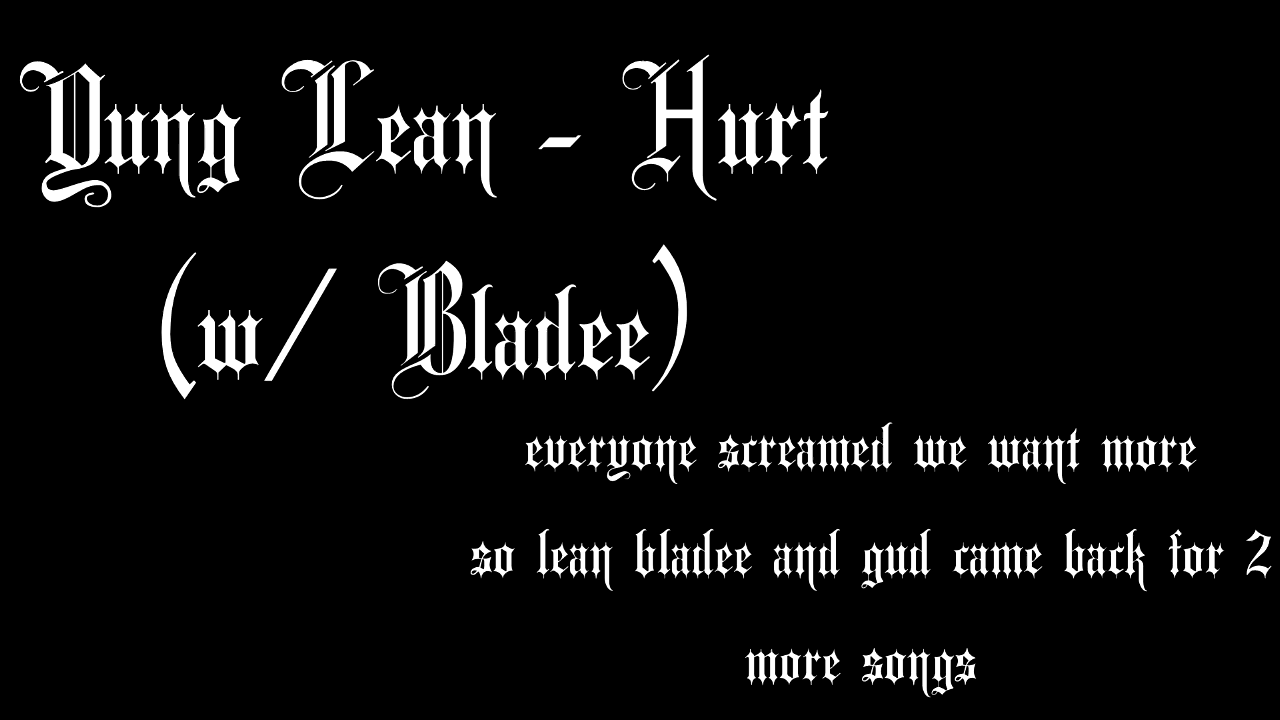 Yung Lean - Hurt
(w/ Bladee)
everyone screamed we want more
so lean bladee and gud came back for 2
more songs